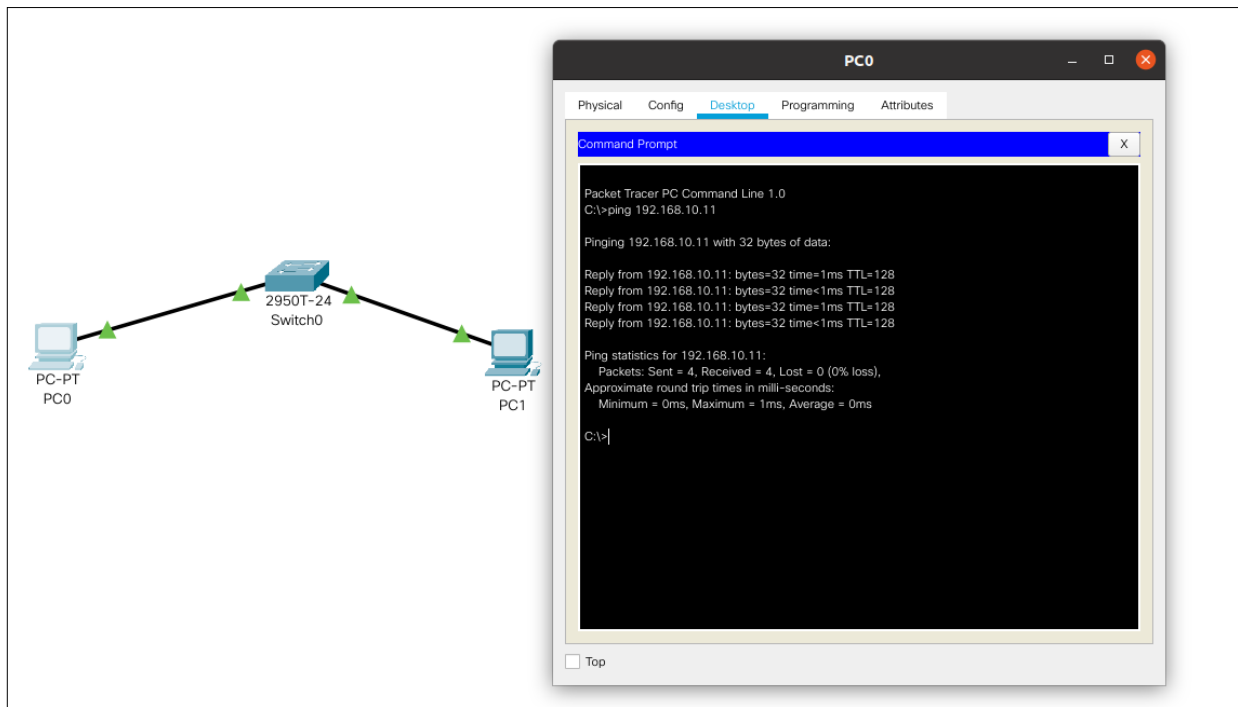 2950T-24
Switch0
PC-PT
PC0
PC-PT
PC1
PC0
Physical Config Desktop Programming Attributes
Command Prompt X
Packet Tracer PC Command Line 1.0
C:\>ping 192.168.10.11
Pinging 192.168.10.11 with 32 bytes of data:
Reply from 192.168.10.11: bytes=32 time=1ms TTL=128
Reply from 192.168.10.11: bytes=32 time<1ms TTL=128
Reply from 192.168.10.11: bytes=32 time=1ms TTL=128
Reply from 192.168.10.11: bytes=32 time<1ms TTL=128
Ping statistics for 192.168.10.11:
Packets: Sent = 4, Received = 4, Lost = 0 (0% loss),
Approximate round trip times in milli-seconds:
Minimum = 0ms, Maximum = 1ms, Average = 0ms
C:\>
Top